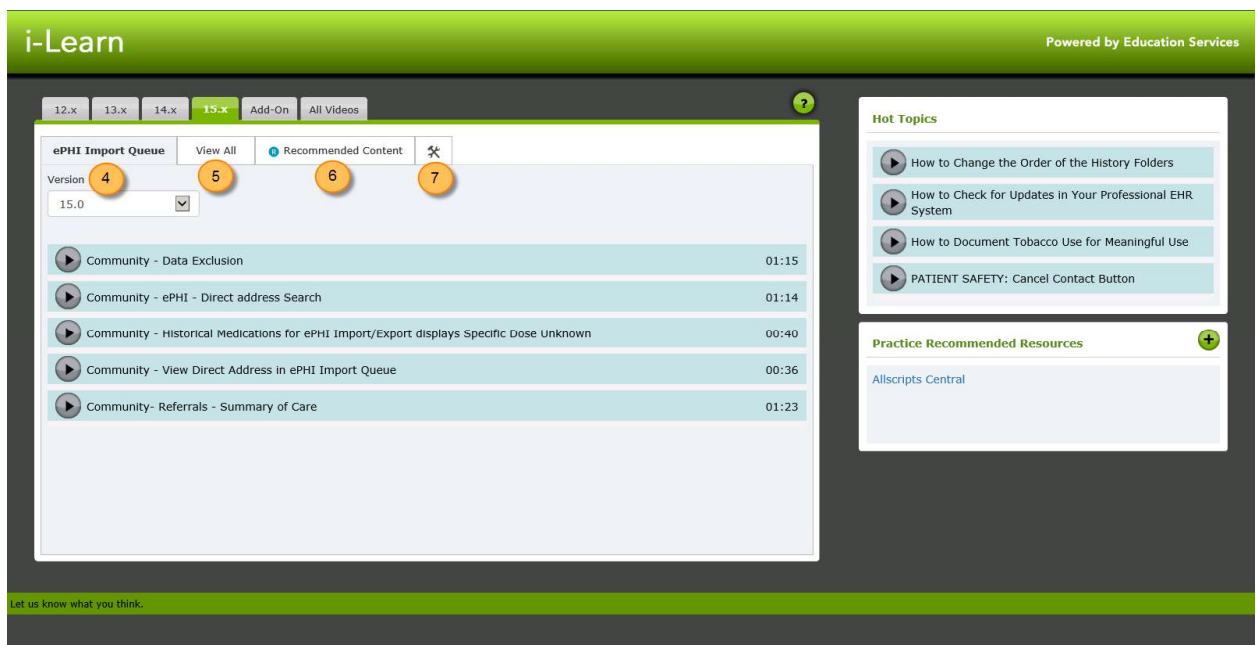 i-Learn
Powered by Education Services
12.x 13.x 14.x 15.x Add-On All Videos
?
ePHI Import Queue View All R Recommended Content
4 5 6 7
Version
15.0
Community - Data Exclusion 01:15
Community - ePHI - Direct address Search 01:14
Community - Historical Medications for ePHI Import/Export displays Specific Dose Unknown 00:40
Community - View Direct Address in ePHI Import Queue 00:36
Community- Referrals - Summary of Care 01:23
Hot Topics
How to Change the Order of the History Folders
How to Check for Updates in Your Professional EHR
System
How to Document Tobacco Use for Meaningful Use
PATIENT SAFETY: Cancel Contact Button
Practice Recommended Resources
Allscripts Central
Let us know what you think.